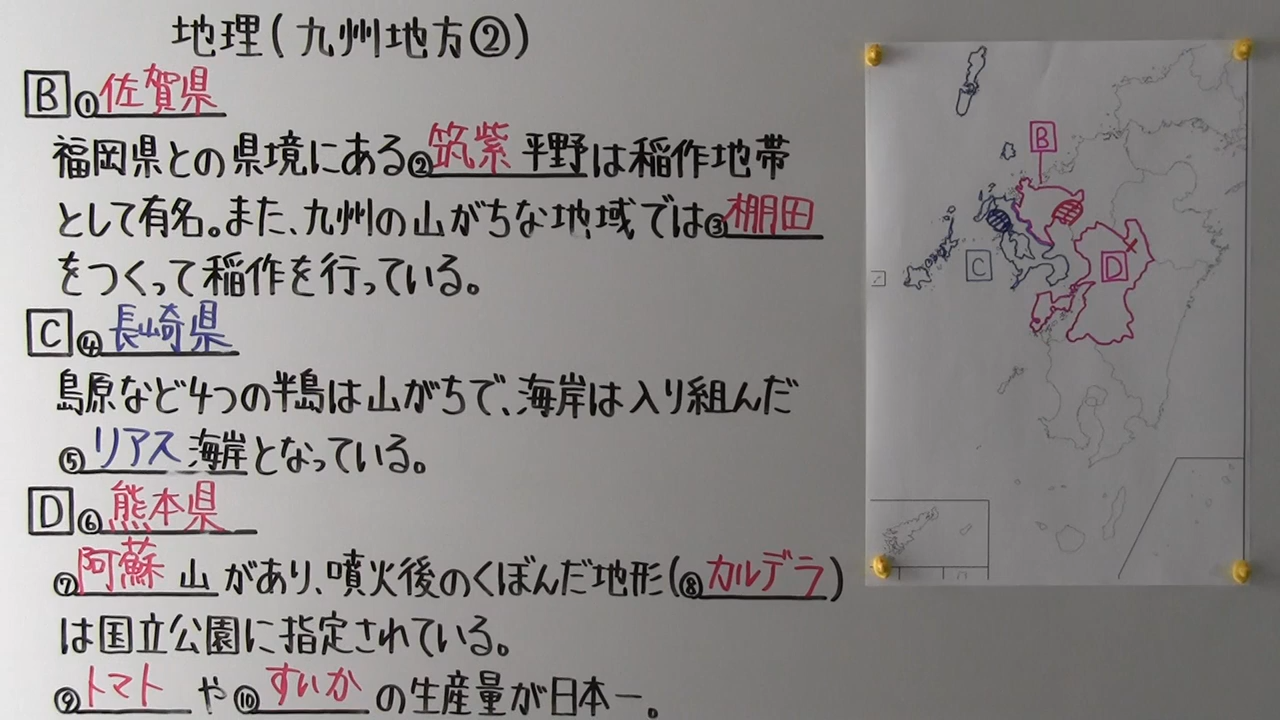 地理(九州地方②)
B ①佐賀県
福岡県との県境にある②筑紫平野は稲作地帯
として有名。また、九州の山がちな地域では③棚田
をつくって稲作を行っている。
C ④長崎県
島原など4つの半島は山がちで、海岸は入り組んだ
⑤リアス海岸となっている。
D ⑥熊本県
⑦阿蘇山があり、噴火後のくぼんだ地形(⑧カルデラ)
は国立公園に指定されている。
⑨トマトや⑩すいかの生産量が日本一。
B
C
D